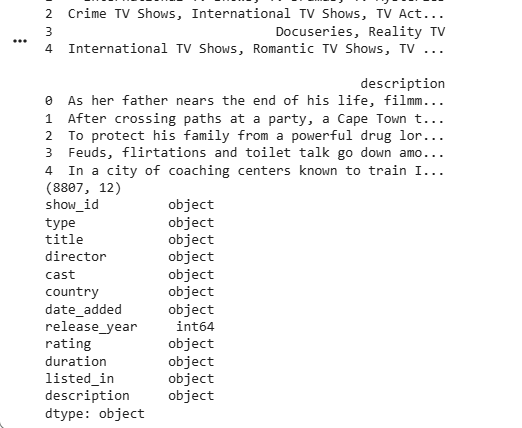 2  Crime TV Shows, International TV Shows, TV Act...
3                           Docuseries, Reality TV
4  International TV Shows, Romantic TV Shows, TV ...
description
0  As her father nears the end of his life, filmm...
1  After crossing paths at a party, a Cape Town t...
2  To protect his family from a powerful drug lor...
3  Feuds, flirtations and toilet talk go down amo...
4  In a city of coaching centers known to train I...
(8807, 12)
show_id         object
type            object
title           object
director        object
cast            object
country         object
date_added      object
release_year     int64
rating          object
duration        object
listed_in       object
description     object
dtype: object